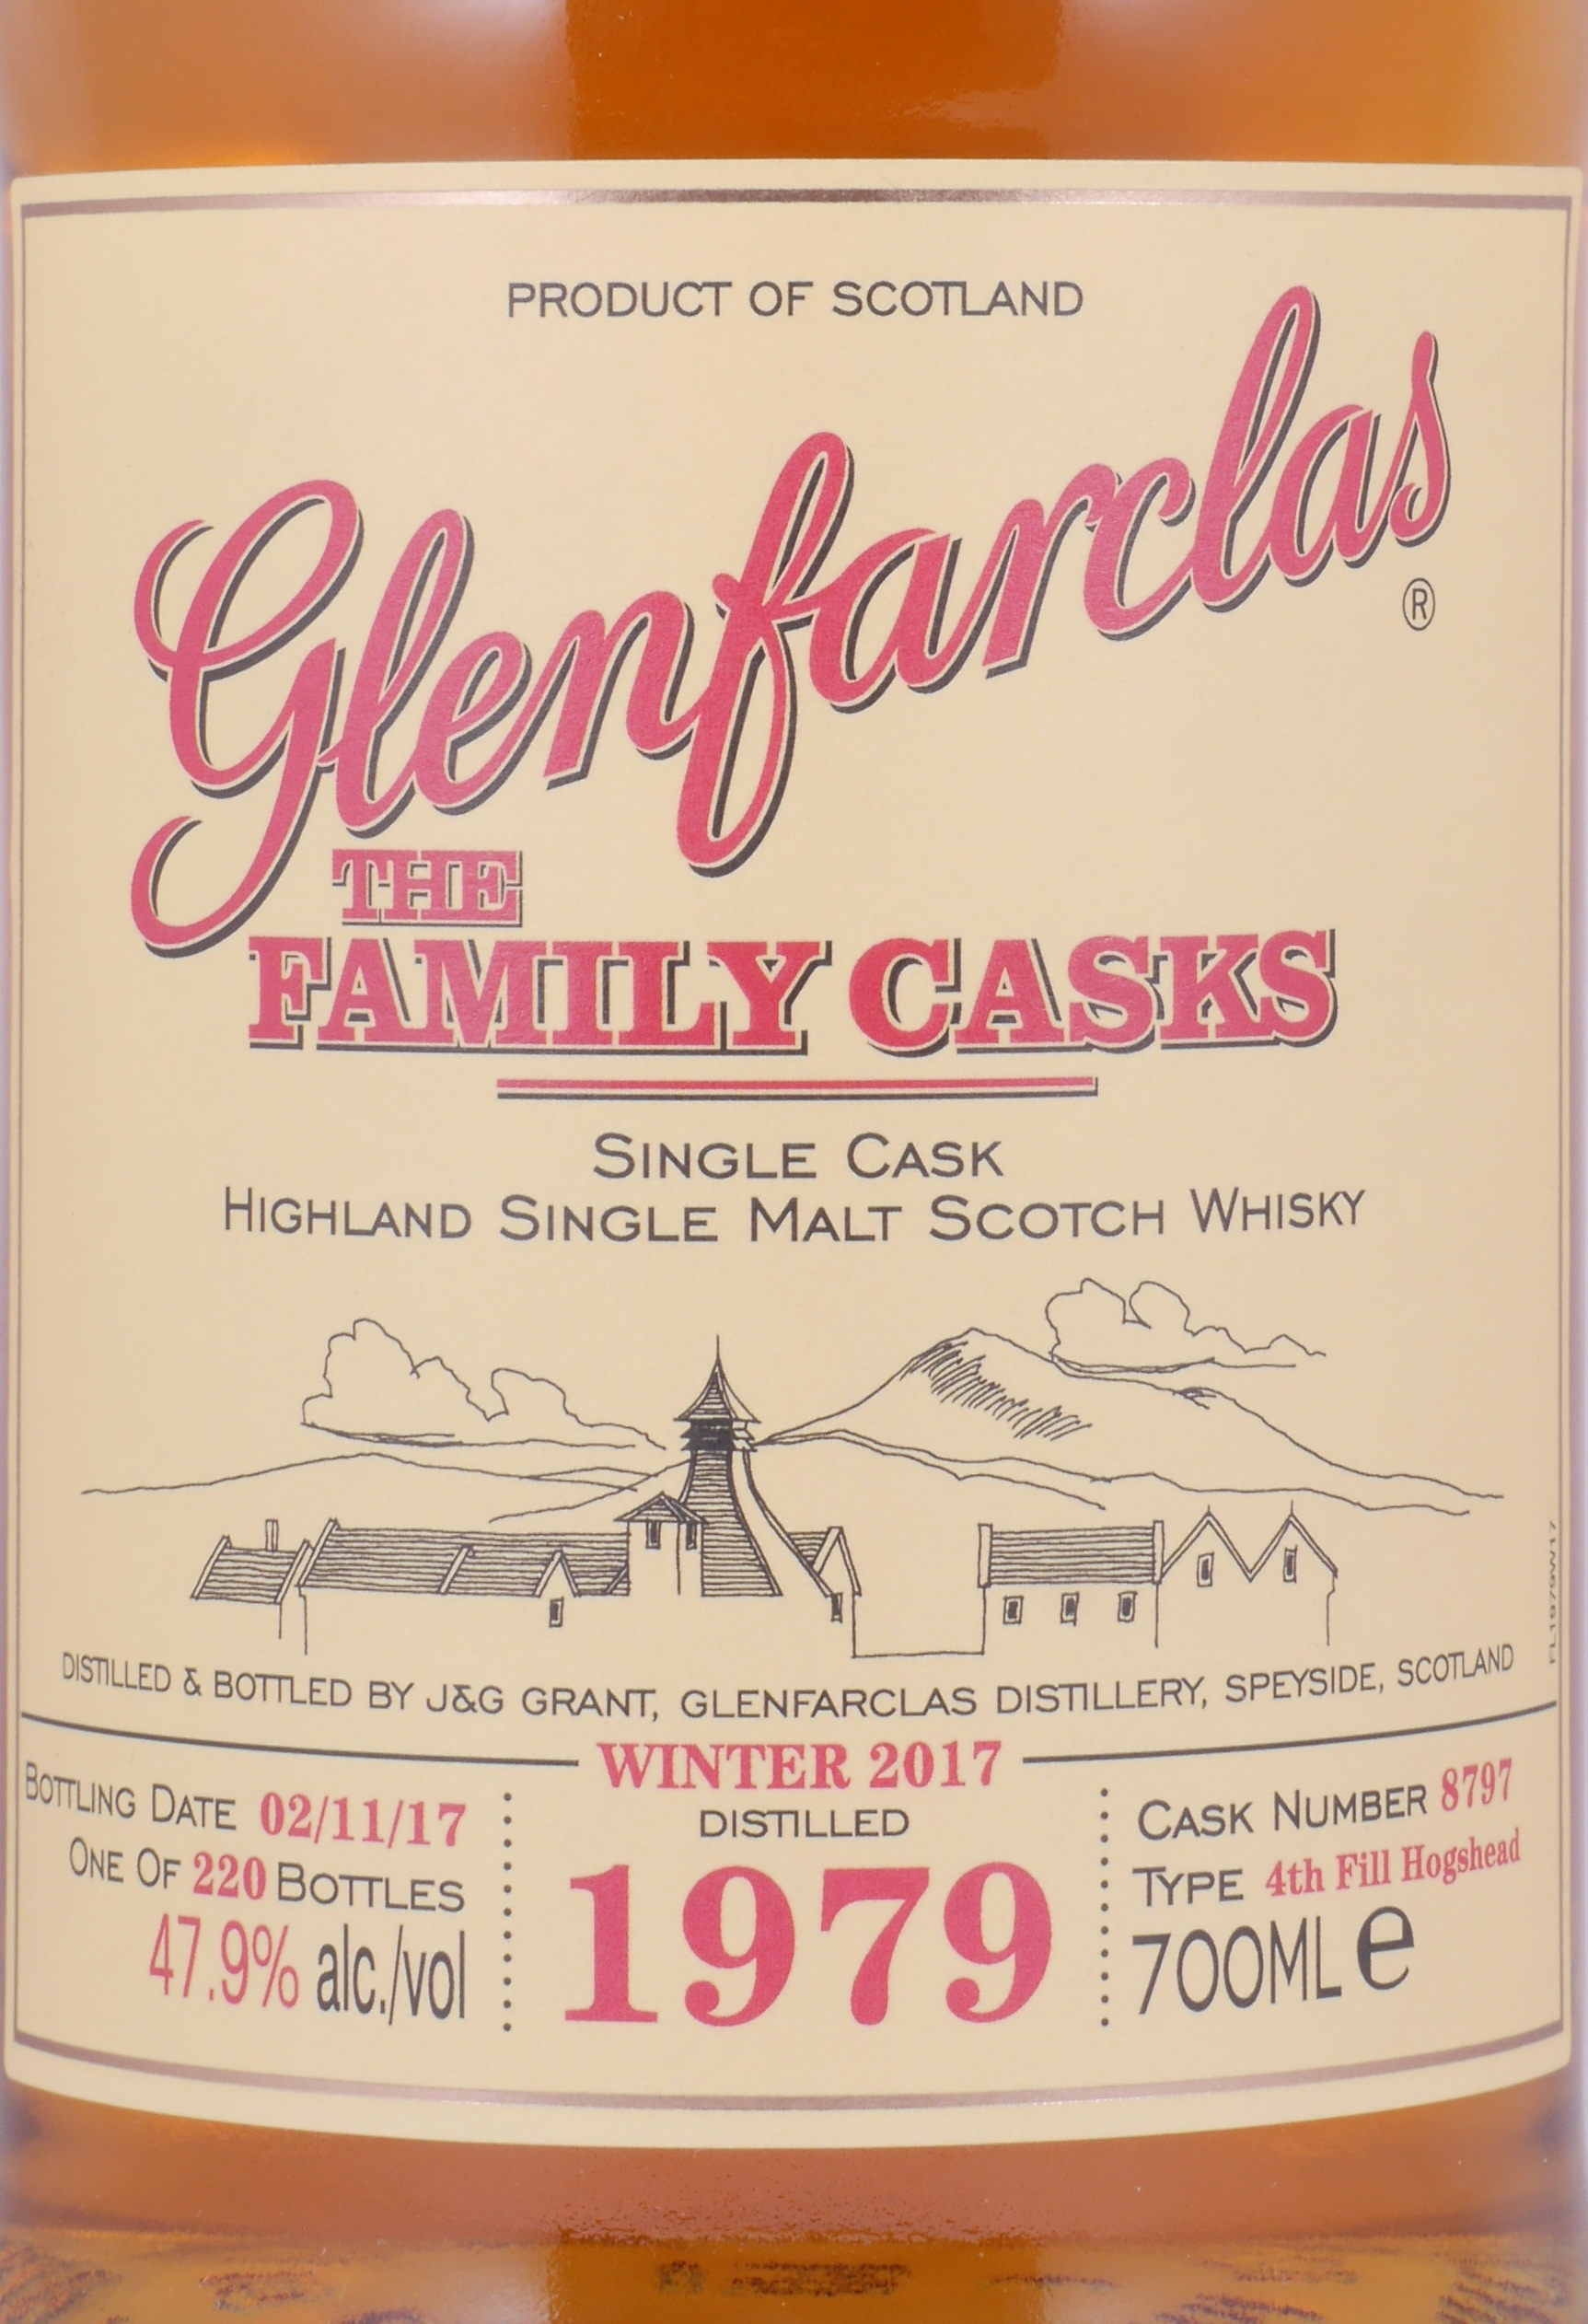 PRODUCT OF SCOTLAND
Glenfarclas
®
THE
FAMILY CASKS
SINGLE CASK
HIGHLAND SINGLE MALT SCOTCH WHISKY
FL1979W17
DISTILLED & BOTTLED BY J&G GRANT, GLENFARCLAS DISTILLERY, SPEYSIDE, SCOTLAND
WINTER 2017
BOTTLING DATE 02/11/17
ONE OF 220 BOTTLES
47.9% alc./vol
DISTILLED
1979
CASK NUMBER 8797
TYPE 4th Fill Hogshead
700ML e